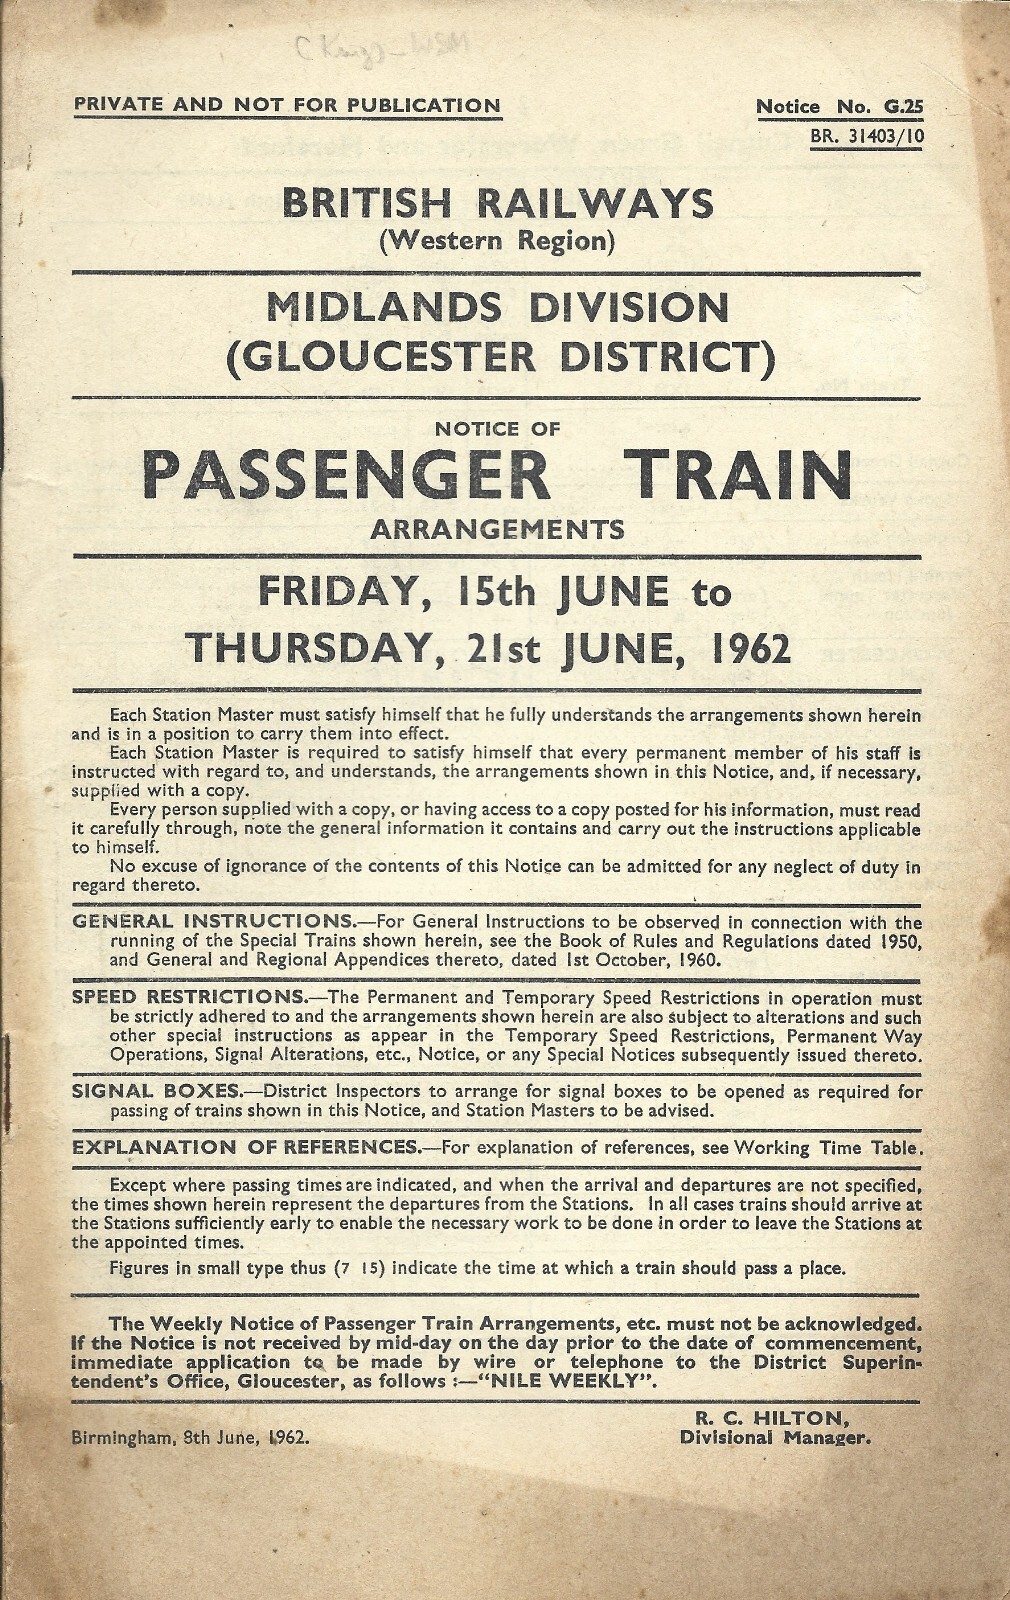 PRIVATE AND NOT FOR PUBLICATION
Notice No. G.25
BR. 31403/10
BRITISH RAILWAYS
(Western Region)
MIDLANDS DIVISION
(GLOUCESTER DISTRICT)
NOTICE OF
PASSENGER TRAIN
ARRANGEMENTS
FRIDAY, 15th JUNE to
THURSDAY, 21st JUNE, 1962
Each Station Master must satisfy himself that he fully understands the arrangements shown herein
and is in a position to carry them into effect.
Each Station Master is required to satisfy himself that every permanent member of his staff is
instructed with regard to, and understands, the arrangements shown in this Notice, and, if necessary,
supplied with a copy.
Every person supplied with a copy, or having access to a copy posted for his information, must read
it carefully through, note the general information it contains and carry out the instructions applicable
to himself.
No excuse of ignorance of the contents of this Notice can be admitted for any neglect of duty in
regard thereto.
GENERAL INSTRUCTIONS.—For General Instructions to be observed in connection with the
running of the Special Trains shown herein, see the Book of Rules and Regulations dated 1950,
and General and Regional Appendices thereto, dated 1st October, 1960.
SPEED RESTRICTIONS.—The Permanent and Temporary Speed Restrictions in operation must
be strictly adhered to and the arrangements shown herein are also subject to alterations and such
other special instructions as appear in the Temporary Speed Restrictions, Permanent Way
Operations, Signal Alterations, etc., Notice, or any Special Notices subsequently issued thereto.
SIGNAL BOXES.—District Inspectors to arrange for signal boxes to be opened as required for
passing of trains shown in this Notice, and Station Masters to be advised.
EXPLANATION OF REFERENCES.—For explanation of references, see Working Time Table.
Except where passing times are indicated, and when the arrival and departures are not specified,
the times shown herein represent the departures from the Stations. In all cases trains should arrive at
the Stations sufficiently early to enable the necessary work to be done in order to leave the Stations at
the appointed times.
Figures in small type thus (7 15) indicate the time at which a train should pass a place.
The Weekly Notice of Passenger Train Arrangements, etc. must not be acknowledged.
If the Notice is not received by mid-day on the day prior to the date of commencement,
immediate application to be made by wire or telephone to the District Superin-
tendent's Office, Gloucester, as follows :—"NILE WEEKLY".
R. C. HILTON,
Birmingham, 8th June, 1962.
Divisional Manager.